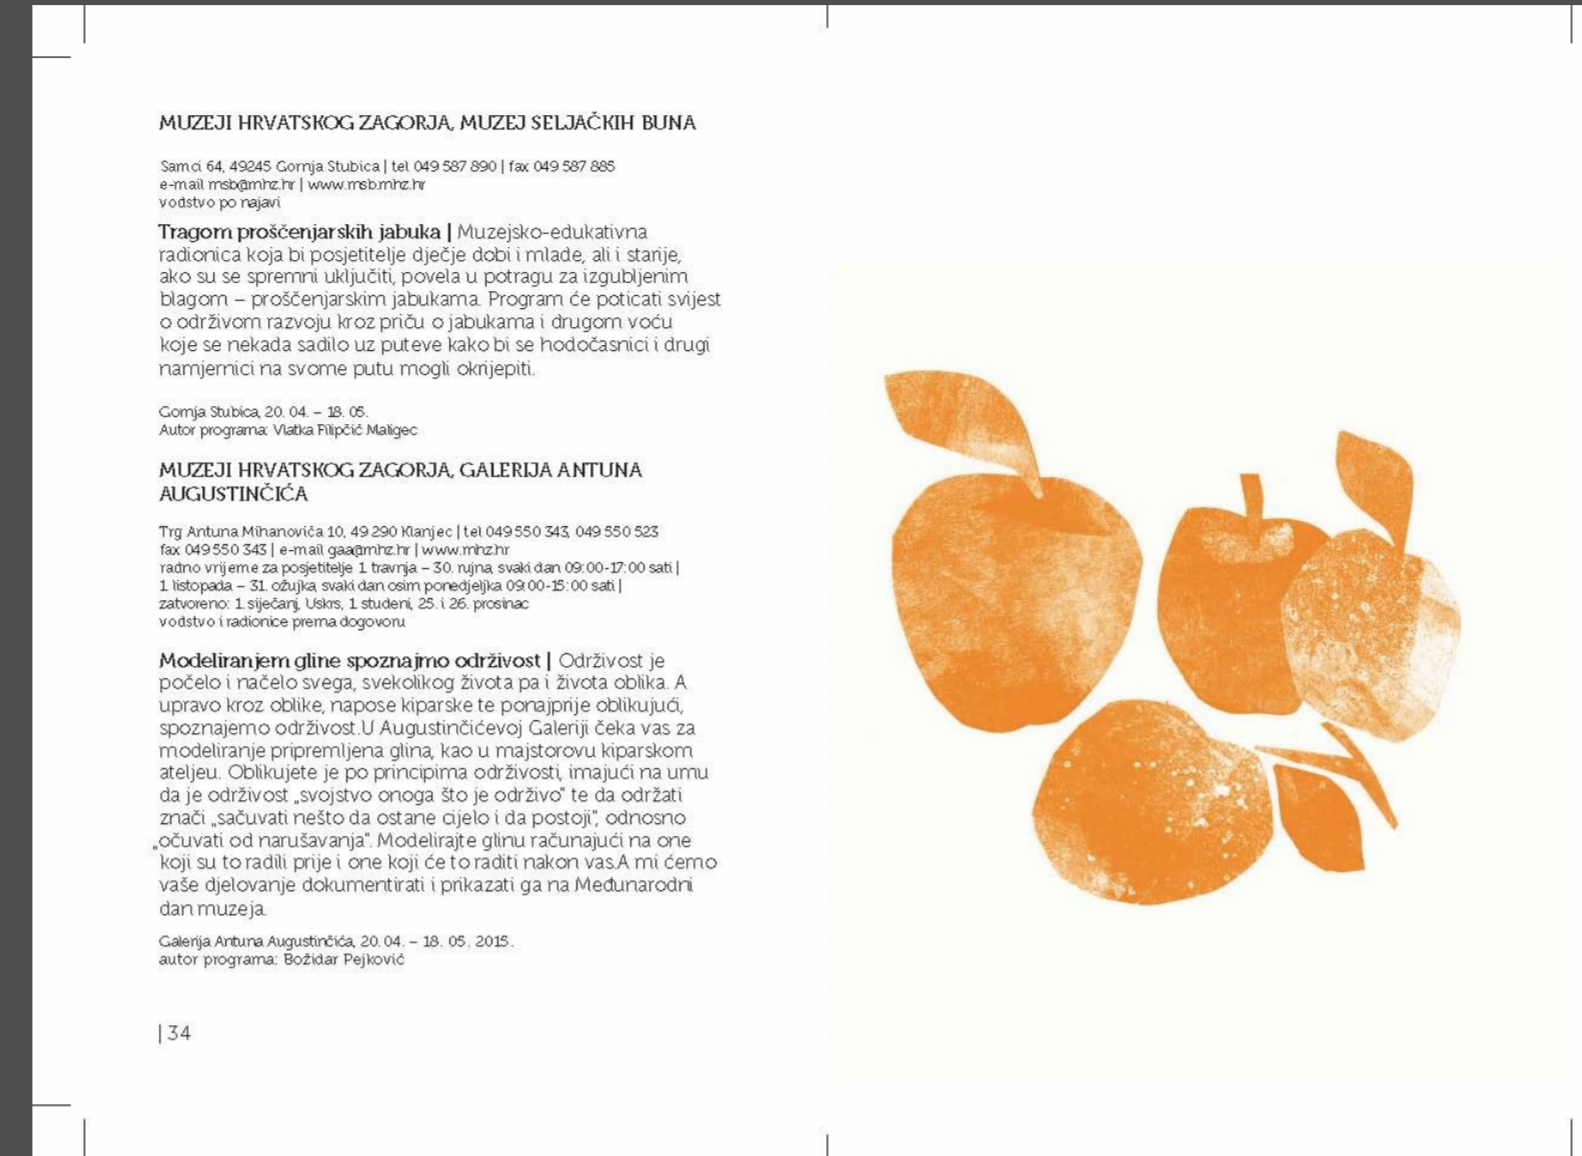 MUZEJI HRVATSKOG ZAGORJA, MUZEJ SELJAČKIH BUNA
Samci 64, 49245 Gornja Stubica | tel 049 587 890 | fax 049 587 885
e-mail msb@mhz.hr | www.msb.mhz.hr
vodstvo po najavi
Tragom proščenjarskih jabuka | Muzejsko-edukativna
radionica koja bi posjetitelje dječje dobi i mlade, ali i starije,
ako su se spremni uključiti, povela u potragu za izgubljenim
blagom – proščenjarskim jabukama. Program će poticati svijest
o održivom razvoju kroz priču o jabukama i drugom voću
koje se nekada sadilo uz puteve kako bi se hodočasnici i drugi
namjernici na svome putu mogli okrijepiti.
Gornja Stubica, 20. 04. – 18. 05.
Autor programa: Vlatka Filipčić Maligec
MUZEJI HRVATSKOG ZAGORJA, GALERIJA ANTUNA
AUGUSTINČIĆA
Trg Antuna Mihanovića 10, 49 290 Klanjec | tel 049 550 343, 049 550 523
fax 049 550 343 | e-mail gaa@mhz.hr | www.mhz.hr
radno vrijeme za posjetitelje 1. travnja – 30. rujna, svaki dan 09:00-17:00 sati |
1. listopada – 31. ožujka, svaki dan osim ponedjeljka 09:00-15:00 sati |
zatvoreno: 1. siječanj, Uskrs, 1. studeni, 25. i 26. prosinac
vodstvo i radionice prema dogovoru
Modeliranjem gline spoznajmo održivost | Održivost je
počelo i načelo svega, svekolikog života pa i života oblika. A
upravo kroz oblike, napose kiparske te ponajprije oblikujući,
spoznajemo održivost.U Augustinčićevoj Galeriji čeka vas za
modeliranje pripremljena glina, kao u majstorovu kiparskom
ateljeu. Oblikujete je po principima održivosti, imajući na umu
da je održivost „svojstvo onoga što je održivo" te da održati
znači „sačuvati nešto da ostane cijelo i da postoji", odnosno
„očuvati od narušavanja". Modelirajte glinu računajući na one
koji su to radili prije i one koji će to raditi nakon vas.A mi ćemo
vaše djelovanje dokumentirati i prikazati ga na Međunarodni
dan muzeja.
Galerija Antuna Augustinčića, 20. 04. – 18. 05. 2015.
autor programa: Božidar Pejković
| 34